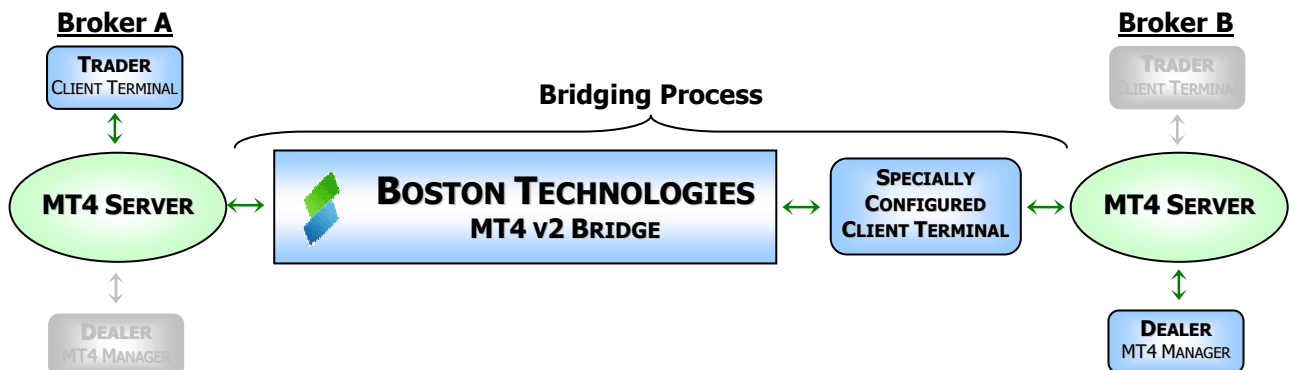 Broker A
Broker B
TRADER
CLIENT TERMINAL
TRADER
CLIENT TERMINAL
Bridging Process
MT4 SERVER
BOSTON TECHNOLOGIES
MT4 V2 BRIDGE
SPECIALLY
CONFIGURED
CLIENT TERMINAL
MT4 SERVER
DEALER
MT4 MANAGER
DEALER
MT4 MANAGER